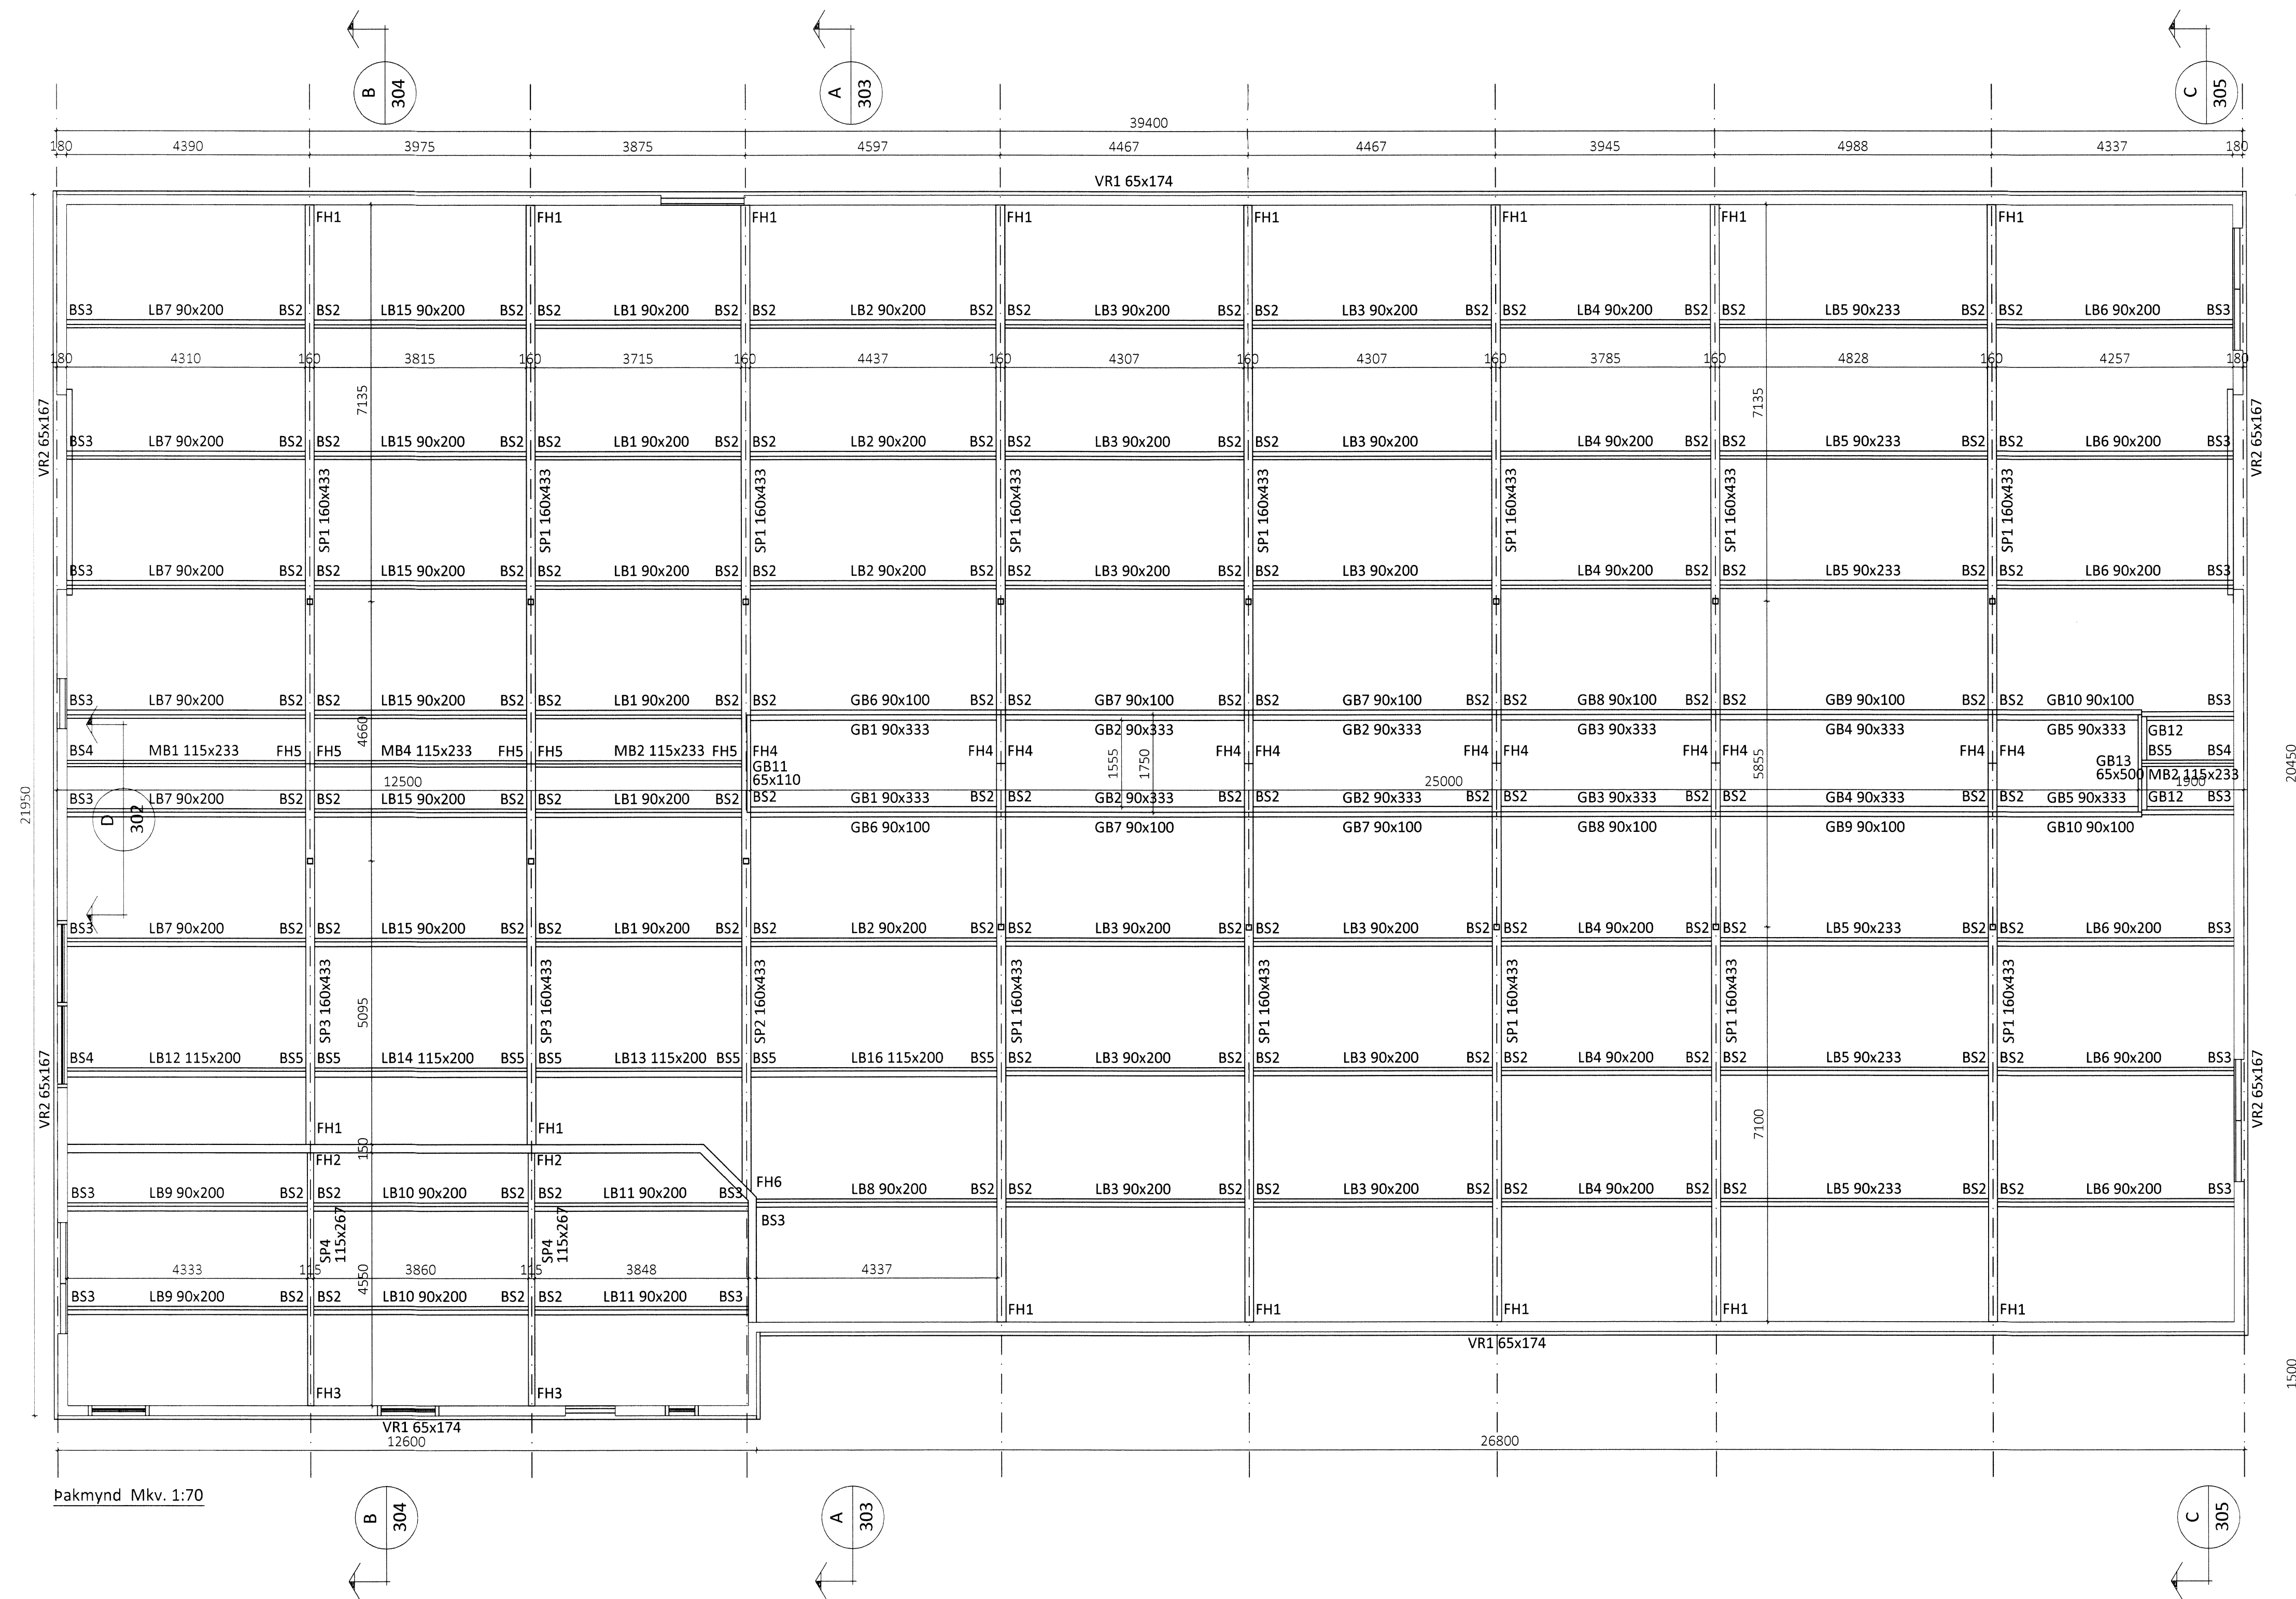 B 304 A 303 C 305
39400
180 4390 3975 3875 4597 4467 4467 3945 4988 4337 180
VR1 65x174
FH1 FH1 FH1 FH1 FH1 FH1 FH1 FH1
BS3 LB7 90x200 BS2 BS2 LB15 90x200 BS2 BS2 LB1 90x200 BS2 BS2 LB2 90x200 BS2 BS2 LB3 90x200 BS2 BS2 LB3 90x200 BS2 BS2 LB4 90x200 BS2 BS2 LB5 90x233 BS2 BS2 LB6 90x200 BS3
180 4310 160 3815 160 3715 160 4437 160 4307 160 4307 160 3785 160 4828 160 4257 180
7135 7135
VR2 65x167 VR2 65x167
BS3 LB7 90x200 BS2 BS2 LB15 90x200 BS2 BS2 LB1 90x200 BS2 BS2 LB2 90x200 BS2 BS2 LB3 90x200 BS2 BS2 LB3 90x200 LB4 90x200 BS2 BS2 LB5 90x233 BS2 BS2 LB6 90x200 BS3
SP1 160x433 SP1 160x433 SP1 160x433 SP1 160x433 SP1 160x433 SP1 160x433 SP1 160x433 SP1 160x433
BS3 LB7 90x200 BS2 BS2 LB15 90x200 BS2 BS2 LB1 90x200 BS2 BS2 LB2 90x200 BS2 BS2 LB3 90x200 BS2 BS2 LB3 90x200 LB4 90x200 BS2 BS2 LB5 90x233 BS2 BS2 LB6 90x200 BS3
BS3 LB7 90x200 BS2 BS2 LB15 90x200 BS2 BS2 LB1 90x200 BS2 BS2 GB6 90x100 BS2 BS2 GB7 90x100 BS2 BS2 GB7 90x100 BS2 BS2 GB8 90x100 BS2 BS2 GB9 90x100 BS2 BS2 GB10 90x100 BS3
4660 GB1 90x333 GB2 90x333 GB2 90x333 GB3 90x333 GB4 90x333 GB5 90x333 GB12
BS4 MB1 115x233 FH5 FH5 MB4 115x233 FH5 FH5 MB2 115x233 FH5 FH4 FH4 FH4 FH4 FH4 FH4 FH4 FH4 FH4 FH4 FH4 BS5 BS4
GB11 1555 1750 5855 GB13 20450
65x110 65x500 MB2 115x233
12500 25000 1900
BS3 LB7 90x200 BS2 BS2 LB15 90x200 BS2 BS2 LB1 90x200 BS2 BS2 GB1 90x333 BS2 BS2 GB2 90x333 BS2 BS2 GB2 90x333 BS2 BS2 GB3 90x333 BS2 BS2 GB4 90x333 BS2 BS2 GB5 90x333 GB12 BS3
21950 D 302
GB6 90x100 GB7 90x100 GB7 90x100 GB8 90x100 GB9 90x100 GB10 90x100
BS3 LB7 90x200 BS2 BS2 LB15 90x200 BS2 BS2 LB1 90x200 BS2 BS2 LB2 90x200 BS2 BS2 LB3 90x200 BS2 BS2 LB3 90x200 BS2 BS2 LB4 90x200 BS2 BS2 LB5 90x233 BS2 BS2 LB6 90x200 BS3
SP3 160x433 5095 SP3 160x433 SP2 160x433 SP1 160x433 SP1 160x433 SP1 160x433 SP1 160x433 SP1 160x433
BS4 LB12 115x200 BS5 BS5 LB14 115x200 BS5 BS5 LB13 115x200 BS5 BS5 LB16 115x200 BS5 BS2 LB3 90x200 BS2 BS2 LB3 90x200 BS2 BS2 LB4 90x200 BS2 BS2 LB5 90x233 BS2 BS2 LB6 90x200 BS3
VR2 65x167 7100 VR2 65x167
FH1 FH1
150
FH2 FH2
FH6
BS3 LB9 90x200 BS2 BS2 LB10 90x200 BS2 BS2 LB11 90x200 BS3 LB8 90x200 BS2 BS2 LB3 90x200 BS2 BS2 LB3 90x200 BS2 BS2 LB4 90x200 BS2 BS2 LB5 90x233 BS2 BS2 LB6 90x200 BS3
BS3
SP4 SP4
115x267 115x267
4333 115 4550 3860 115 3848 4337
BS3 LB9 90x200 BS2 BS2 LB10 90x200 BS2 BS2 LB11 90x200 BS3
FH1 FH1 FH1 FH1 FH1
VR1 65x174
1500
FH3 FH3
VR1 65x174
12600 26800
Þakmynd Mkv. 1:70
B 304 A 303 C 305